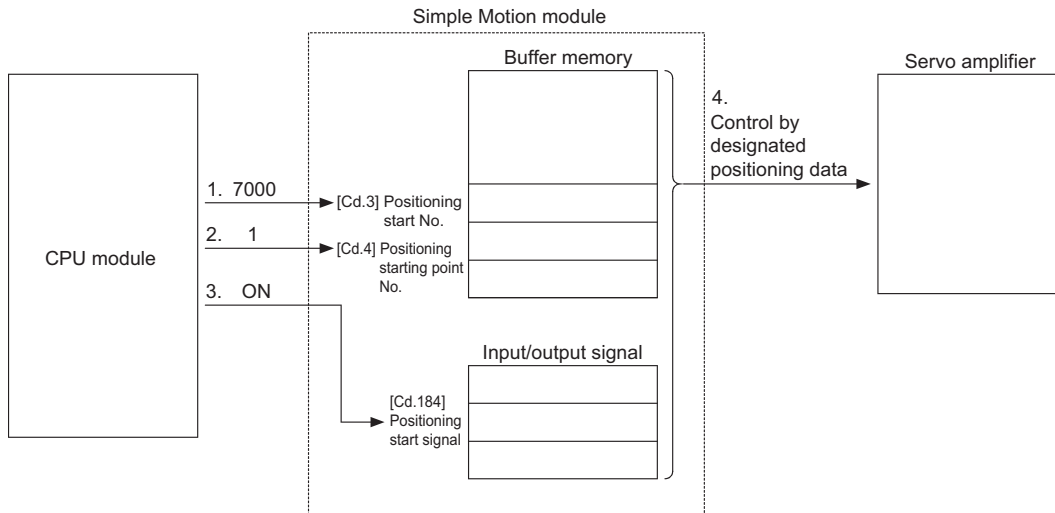 Simple Motion module
Buffer memory
Servo amplifier
4.
Control by
designated
positioning data
1. 7000
[Cd.3] Positioning
start No.
CPU module
2. 1
[Cd.4] Positioning
starting point
No.
3. ON
Input/output signal
[Cd.184]
Positioning
start signal